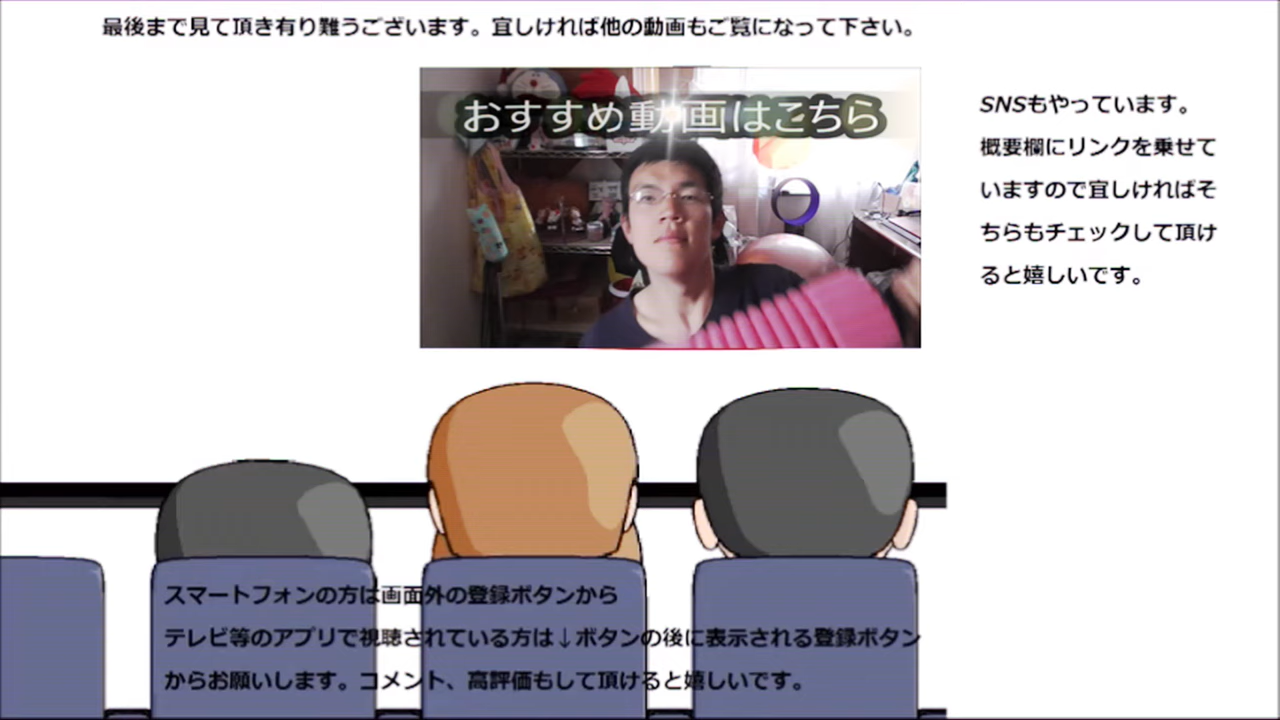 最後まで見て頂き有り難うございます。宜しければ他の動画もご覧になって下さい。
おすすめ動画はこちら
SNSもやっています。
概要欄にリンクを乗せて
いますので宜しければそ
ちらもチェックして頂け
ると嬉しいです。
スマートフォンの方は画面外の登録ボタンから
テレビ等のアプリで視聴されている方は↓ボタンの後に表示される登録ボタン
からお願いします。コメント、高評価もして頂けると嬉しいです。